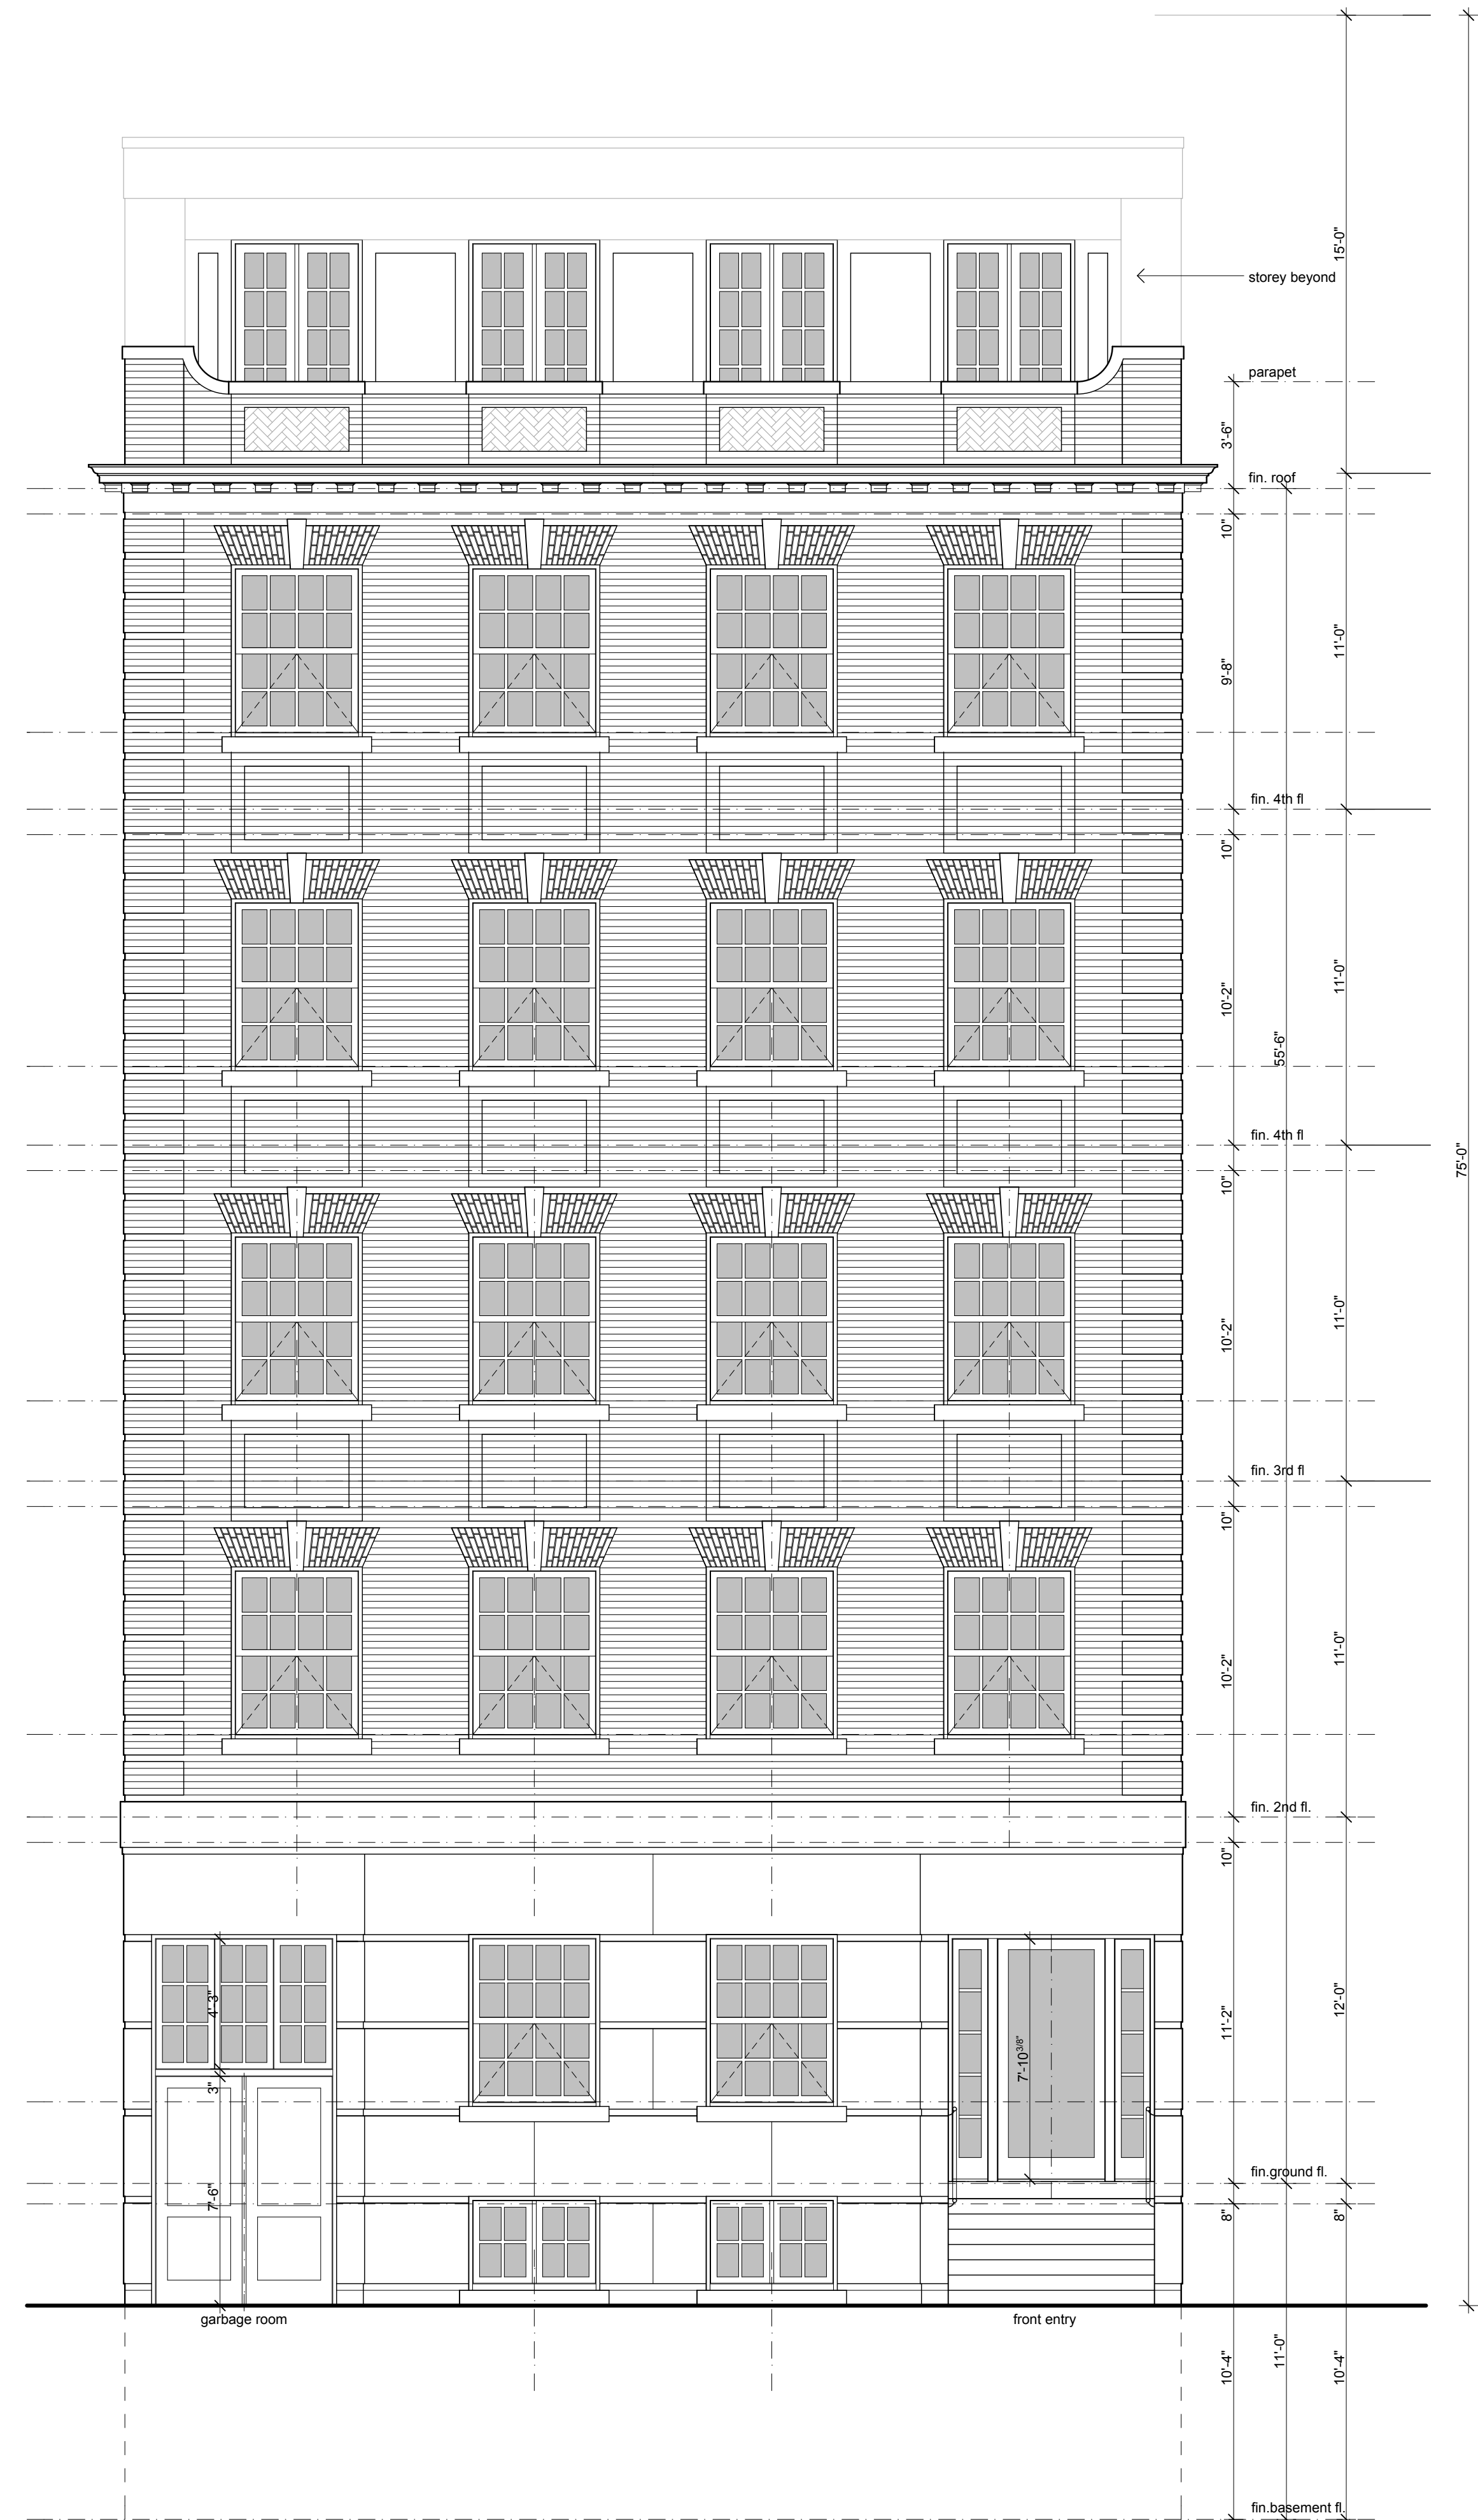 15'-0"
storey beyond
parapet
3'-6"
fin. roof
10"
11'-0"
9'-8"
fin. 4th fl
10"
11'-0"
10'-2"
55'-6"
fin. 4th fl
75'-0"
10"
11'-0"
10'-2"
fin. 3rd fl
10"
11'-0"
10'-2"
fin. 2nd fl.
10"
4'-3"
12'-0"
11'-2"
7'-10 3/8"
3"
fin.ground fl.
7'-6"
8"
8"
garbage room
front entry
10'-4"
11'-0"
10'-4"
fin.basement fl.